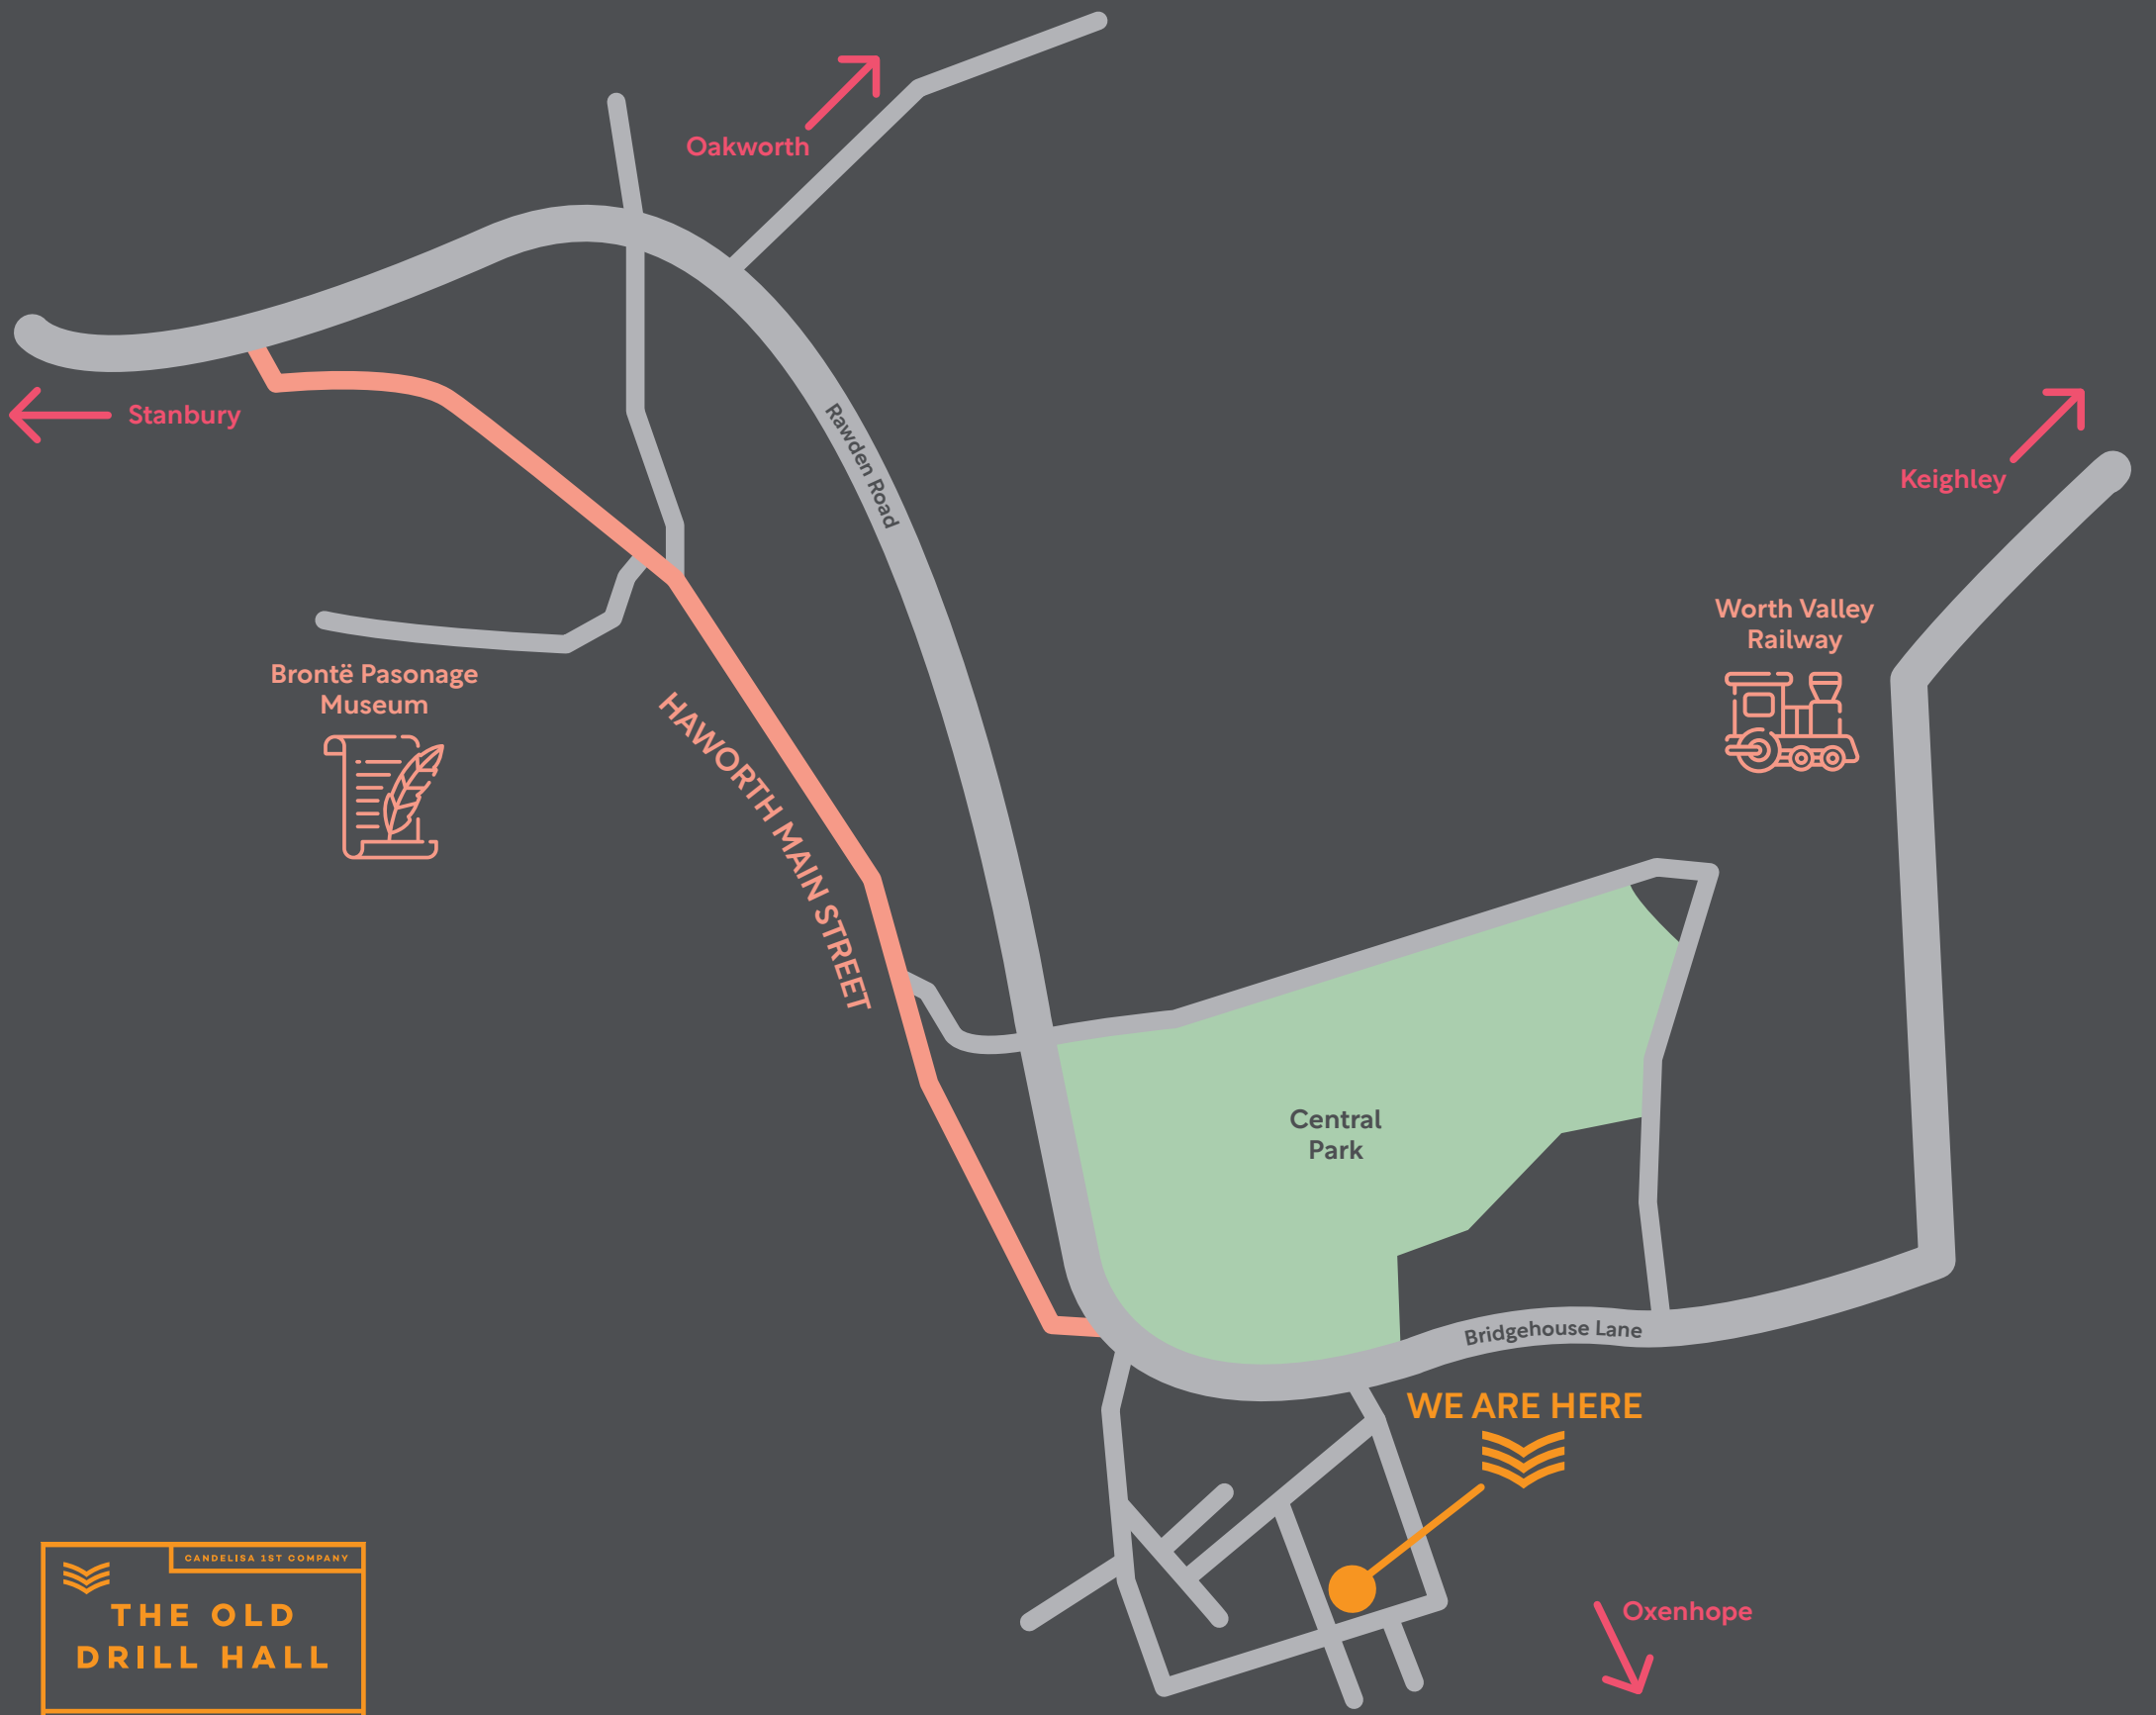 Oakworth
Stanbury
Rawden Road
Keighley
Worth Valley
Railway
Brontë Pasonage
Museum
HAWORTH MAIN STREET
Central
Park
Bridgehouse Lane
WE ARE HERE
CANDELISA 1ST COMPANY
THE OLD
DRILL HALL
Oxenhope